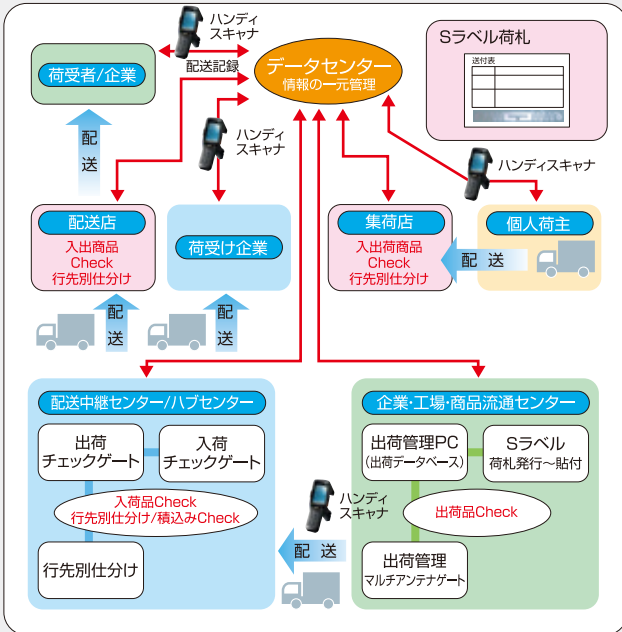 ハンディ
スキャナ
配送記録
荷受者/企業
データセンター
情報の一元管理
Sラベル荷札
送付表
配
送
ハンディ
スキャナ
ハンディスキャナ
配送店
入出商品
Check
行先別仕分け
荷受け企業
集荷店
入出荷商品
Check
行先別仕分け
配 送
個人荷主
配
送
配
送
配送中継センター/ハブセンター
出荷
チェックゲート
入荷
チェックゲート
入荷品Check
行先別仕分け/積込みCheck
行先別仕分け
ハンディ
スキャナ
配 送
企業・工場・商品流通センター
出荷管理PC
(出荷データベース)
Sラベル
荷札発行~貼付
出荷品Check
出荷管理
マルチアンテナゲート